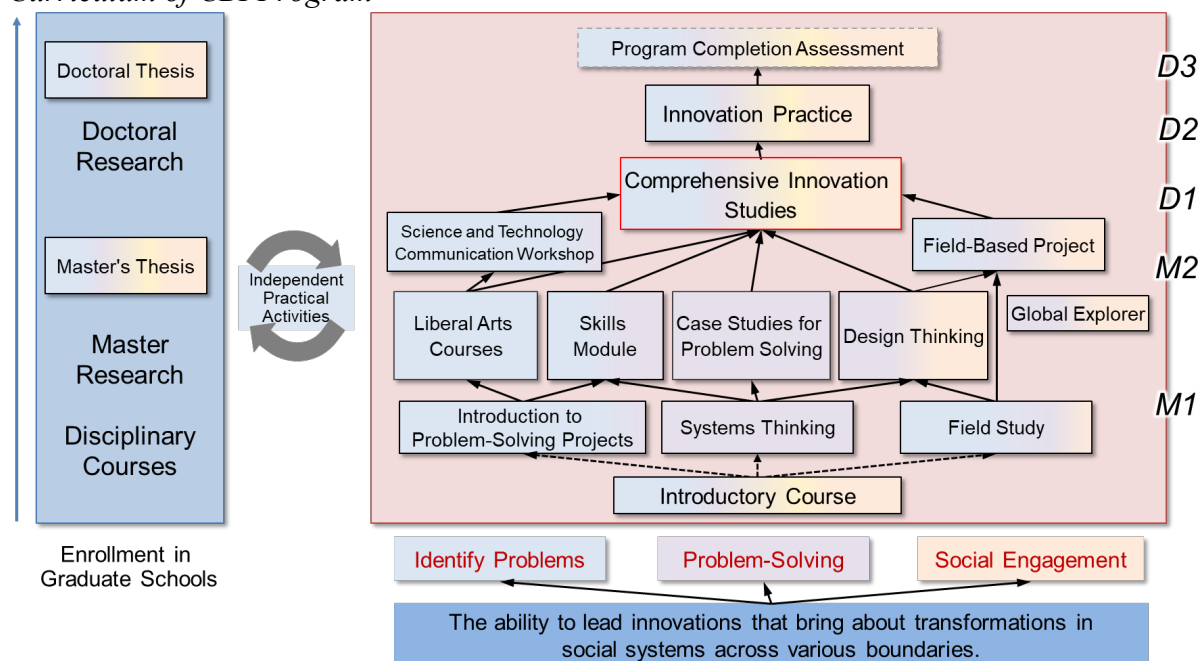 Curriculum of
Program
Program Completion Assessment
D3
Doctoral Thesis
Innovation Practice
D2
Doctoral
Research
Comprehensive Innovation
Studies
D1
Science and Technology
Communication Workshop
Field-Based Project
Master's Thesis
M2
Independent
Practical
Activities
Liberal Arts
Courses
Skills
Module
Case Studies for
Problem Solving
Design Thinking
Global Explorer
Master
Research
M1
Introduction to
Problem-Solving Projects
Systems Thinking
Field Study
Disciplinary
Courses
Introductory Course
Enrollment in
Graduate Schools
Identify Problems
Problem-Solving
Social Engagement
The ability to lead innovations that bring about transformations in
social systems across various boundaries.